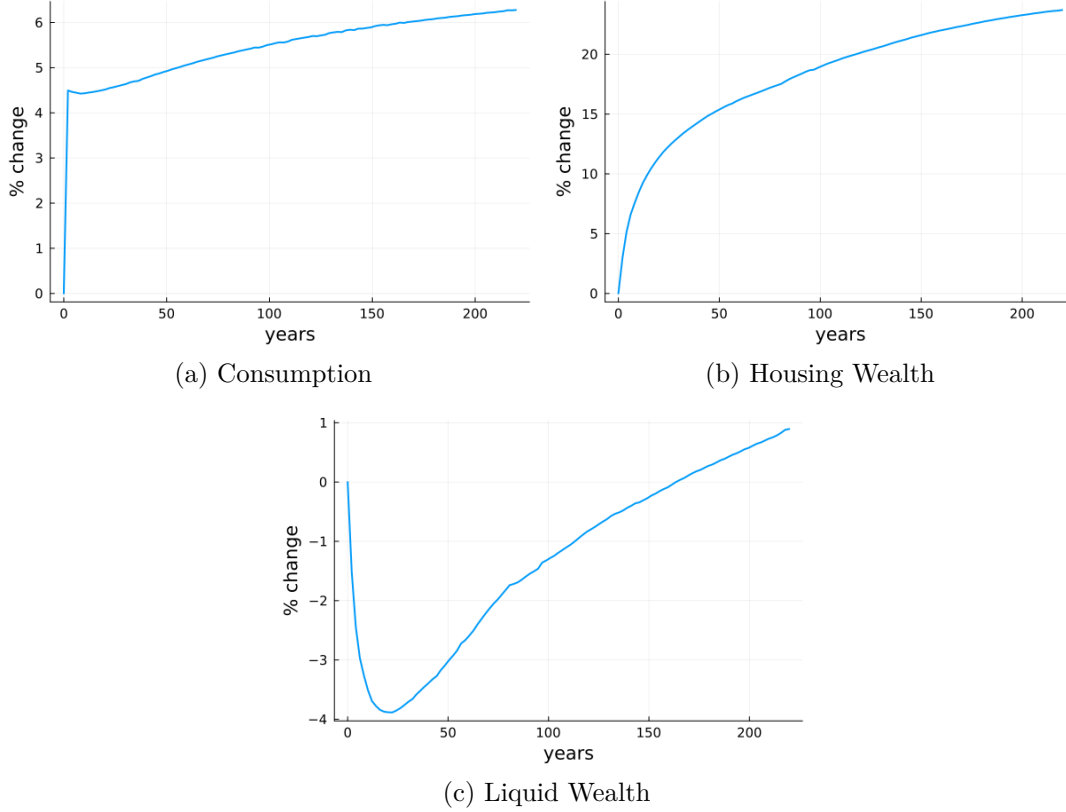 6
5
4
3
2
1
0
% change
0 50 100 150 200
years
(a) Consumption
20
15
10
5
0
% change
0 50 100 150 200
years
(b) Housing Wealth
1
0
−1
−2
−3
−4
% change
0 50 100 150 200
years
(c) Liquid Wealth